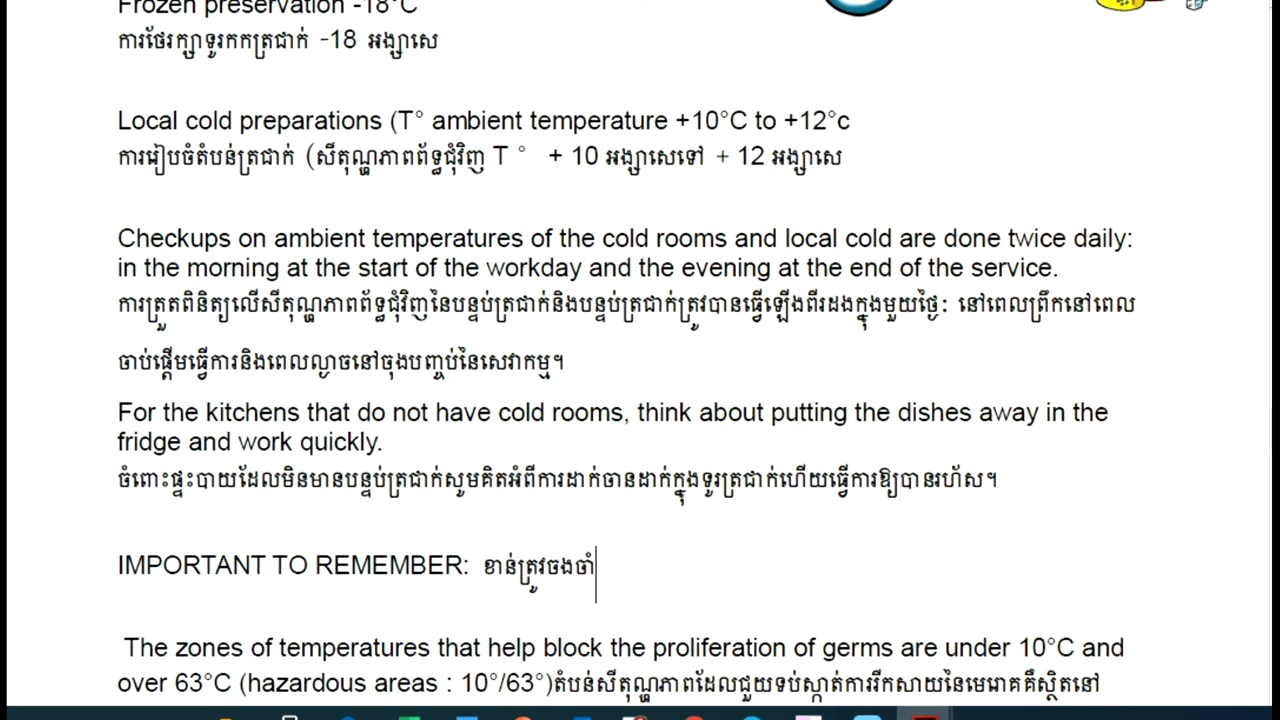 Frozen preservation -18°C
ការថែរក្សាទូរកកត្រជាក់ -18 អង្សាសេ
Local cold preparations (T° ambient temperature +10°C to +12°c
ការរៀបចំតំបន់ត្រជាក់ (សីតុណ្ហភាពព័ទ្ធជុំវិញ T ° + 10 អង្សាសេទៅ + 12 អង្សាសេ
Checkups on ambient temperatures of the cold rooms and local cold are done twice daily:
in the morning at the start of the workday and the evening at the end of the service.
ការត្រួតពិនិត្យលើសីតុណ្ហភាពព័ទ្ធជុំវិញនៃបន្ទប់ត្រជាក់និងបន្ទប់ត្រជាក់ត្រូវបានធ្វើឡើងពីរដងក្នុងមួយថ្ងៃ: នៅពេលព្រឹកនៅពេល
ចាប់ផ្តើមធ្វើការនិងពេលល្ងាចនៅចុងបញ្ចប់នៃសេវាកម្ម។
For the kitchens that do not have cold rooms, think about putting the dishes away in the
fridge and work quickly.
ចំពោះផ្ទះបាយដែលមិនមានបន្ទប់ត្រជាក់សូមគិតអំពីការដាក់ចានដាក់ក្នុងទូរត្រជាក់ហើយធ្វើការឱ្យបានរហ័ស។
IMPORTANT TO REMEMBER: ខាន់ត្រូវចងចាំ
The zones of temperatures that help block the proliferation of germs are under 10°C and
over 63°C (hazardous areas : 10°/63°)តំបន់សីតុណ្ហភាពដែលជួយទប់ស្កាត់ការរីកសាយនៃមេរោគគឺស្ថិតនៅ